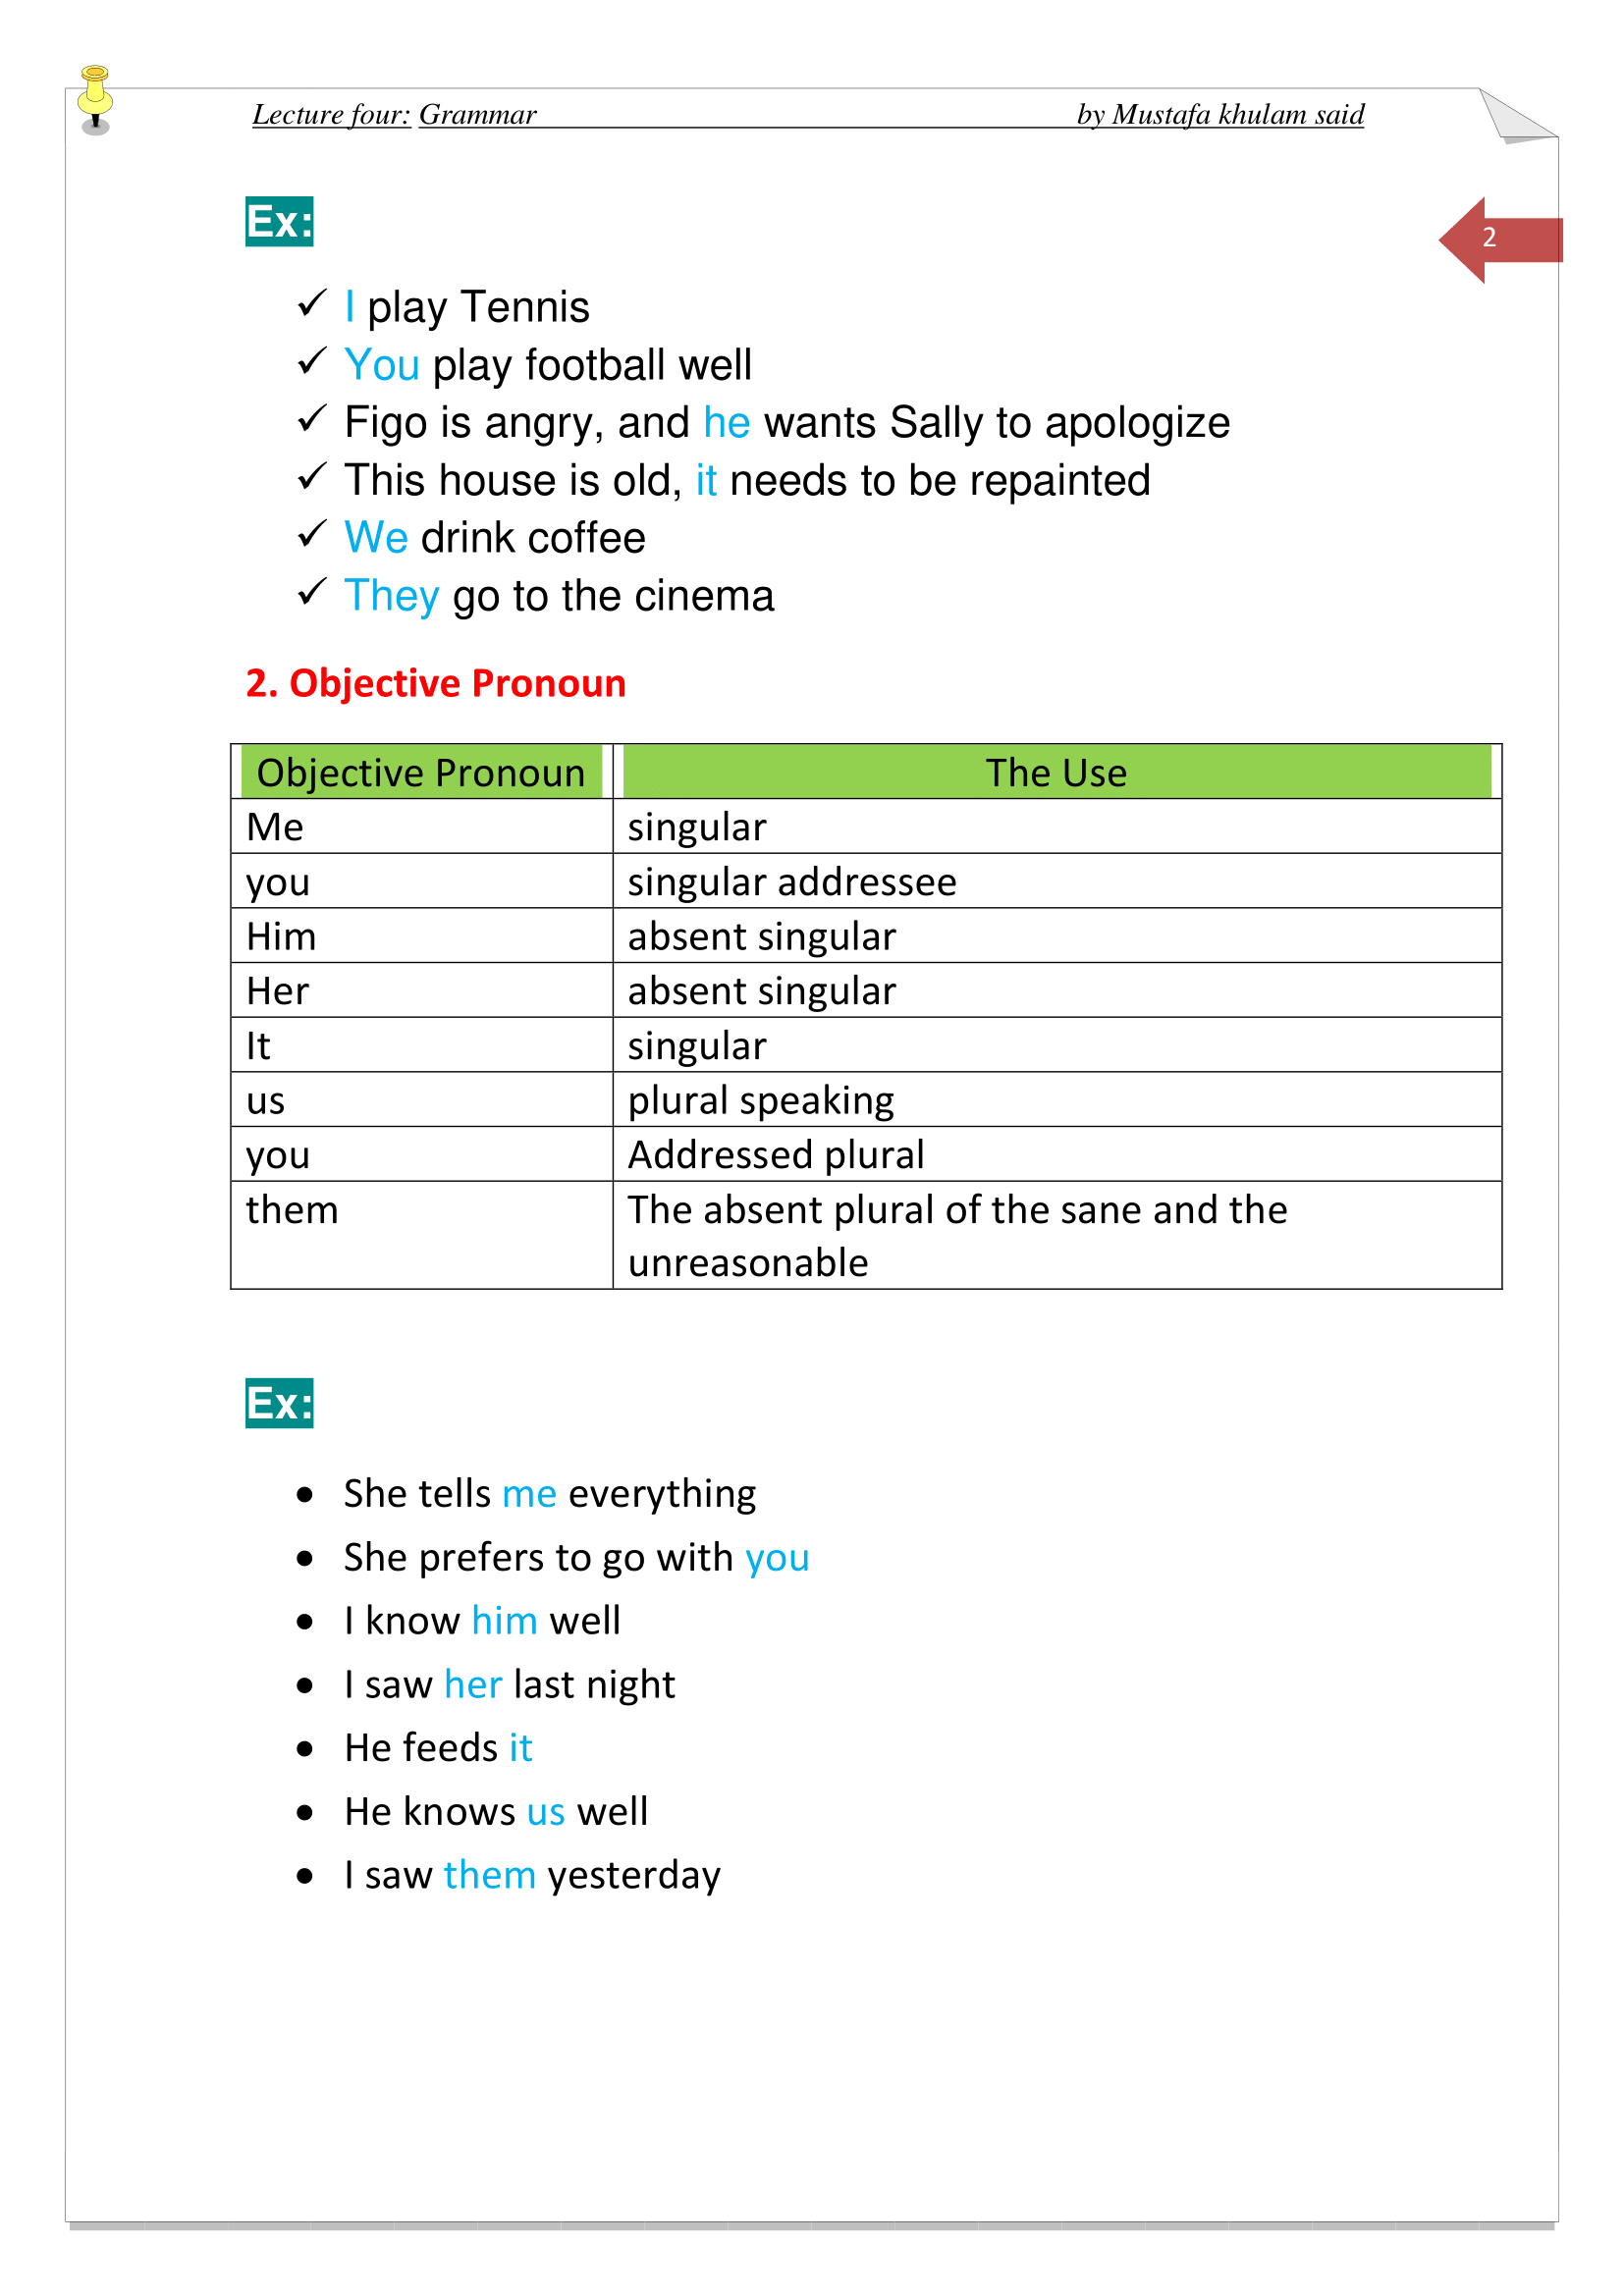 Lecture four: Grammar by Mustafa khulam said
2
Ex:
✓ I play Tennis
✓ You play football well
✓ Figo is angry, and he wants Sally to apologize
✓ This house is old, it needs to be repainted
✓ We drink coffee
✓ They go to the cinema
2. Objective Pronoun
Objective Pronoun The Use
Me singular
you singular addressee
Him absent singular
Her absent singular
It singular
us plural speaking
you Addressed plural
them The absent plural of the sane and the
unreasonable
Ex:
• She tells me everything
• She prefers to go with you
• I know him well
• I saw her last night
• He feeds it
• He knows us well
• I saw them yesterday